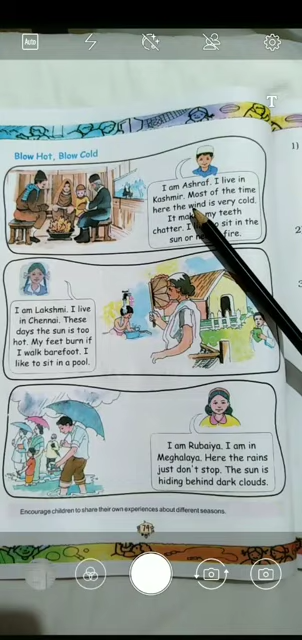 Auto
T
Blow Hot, Blow Cold
1)
I am Ashraf. I live in
Kashmir. Most of the time
here the wind is very cold.
It my teeth
chatter. I sit in the
sun or fire.
2
I am Lakshmi. I live
in Chennai. These
days the sun is too
hot. My feet burn if
I walk barefoot. I
like to sit in a pool.
3
I am Rubaiya. I am in
Meghalaya. Here the rains
just don't stop. The sun is
hiding behind dark clouds.
Encourage children to share their own experiences about different seasons.